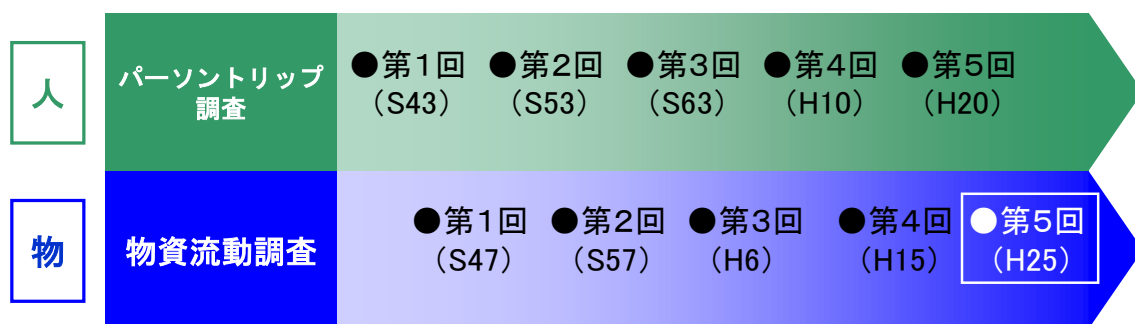 人
パーソントリップ
調査
●第1回 ●第2回 ●第3回 ●第4回 ●第5回
（S43） （S53） （S63） （H10） （H20）
物
物資流動調査
●第1回 ●第2回 ●第3回 ●第4回 ●第5回
（S47） （S57） （H6） （H15） （H25）